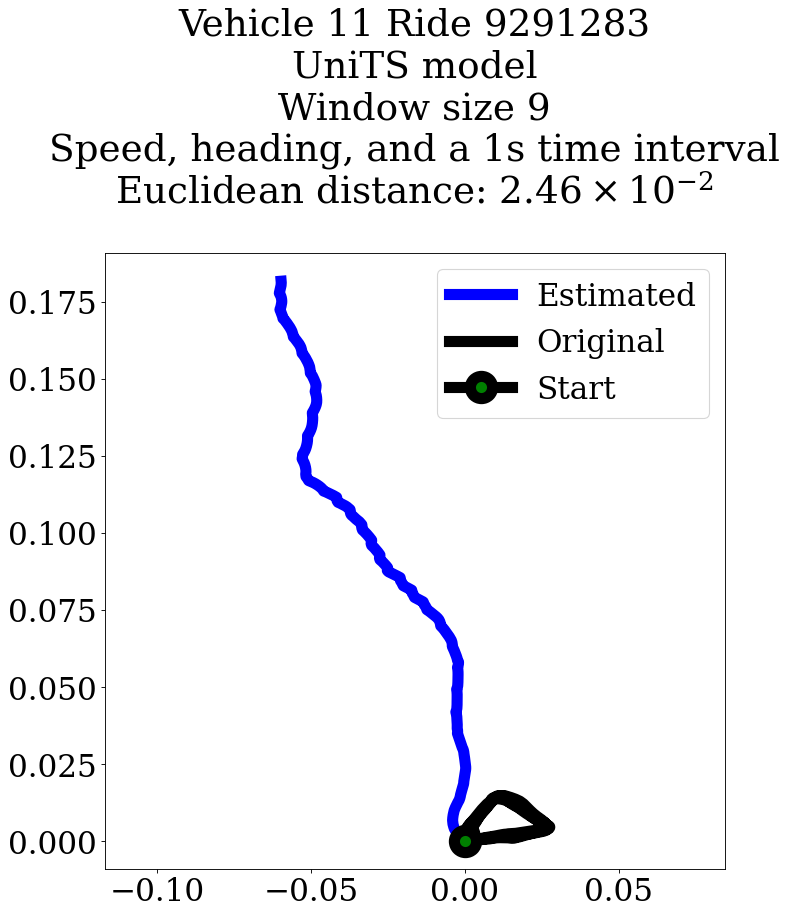 Vehicle 11 Ride 9291283
UniTS model
Window size 9
Speed, heading, and a 1s time interval
Euclidean distance: 2.46 × 10⁻²
Estimated
Original
Start
0.175
0.150
0.125
0.100
0.075
0.050
0.025
0.000
−0.10 −0.05 0.00 0.05